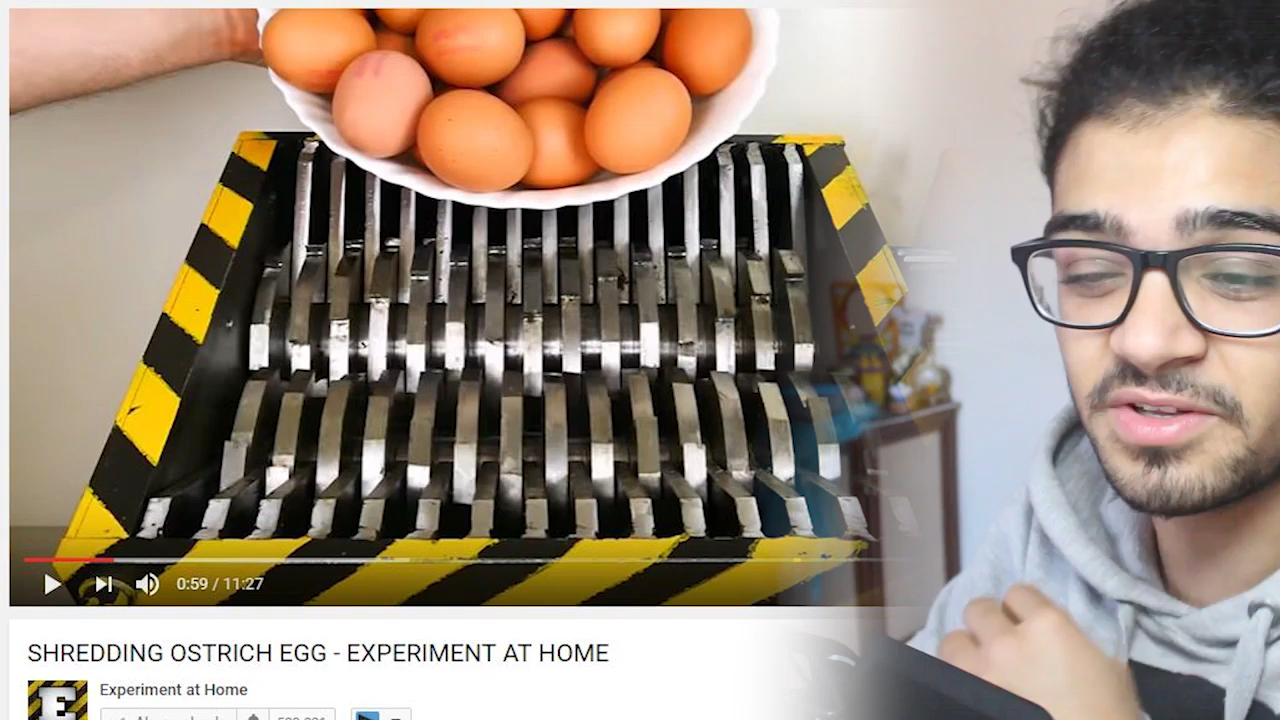 0:59 / 11:27
SHREDDING OSTRICH EGG - EXPERIMENT AT HOME
E
Experiment at Home